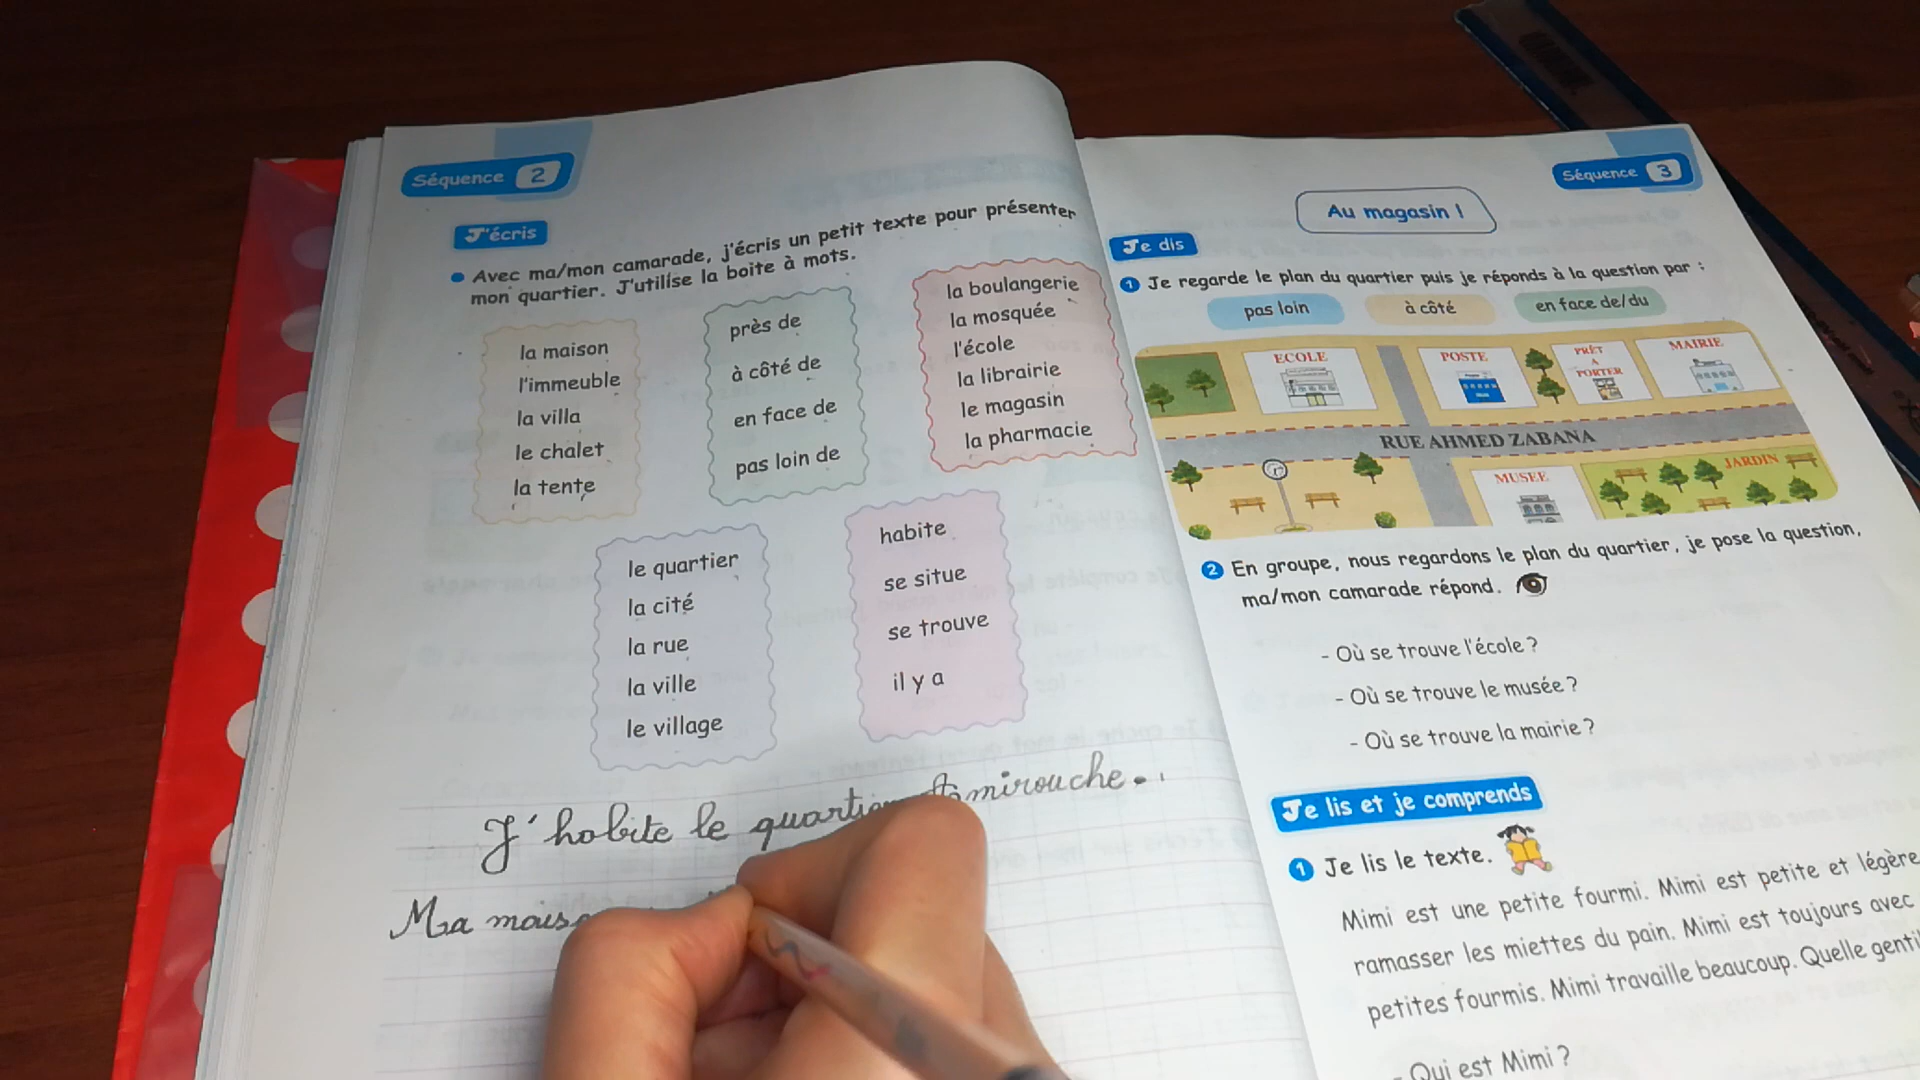 Séquence 2
J'écris
Avec ma/mon camarade, j'écris un petit texte pour présenter
mon quartier. J'utilise la boite à mots.
la maison
l'immeuble
la villa
le chalet
la tente
près de
à côté de
en face de
pas loin de
la boulangerie
la mosquée
l'école
la librairie
le magasin
la pharmacie
le quartier
la cité
la rue
la ville
le village
habite
se situe
se trouve
il y a
J'habite le quartie mirouche.
Ma maiso
Séquence 3
Au magasin !
Je dis
1 Je regarde le plan du quartier puis je réponds à la question par :
pas loin
à côté
en face de/du
ECOLE
POSTE
PRÊT
A
PORTER
MAIRIE
RUE AHMED ZABANA
MUSEE
JARDIN
2 En groupe, nous regardons le plan du quartier, je pose la question,
ma/mon camarade répond.
- Où se trouve l'école ?
- Où se trouve le musée ?
- Où se trouve la mairie ?
Je lis et je comprends
1 Je lis le texte.
Mimi est une petite fourmi. Mimi est petite et légère
ramasser les miettes du pain. Mimi est toujours avec
petites fourmis. Mimi travaille beaucoup. Quelle gentil
- Qui est Mimi ?